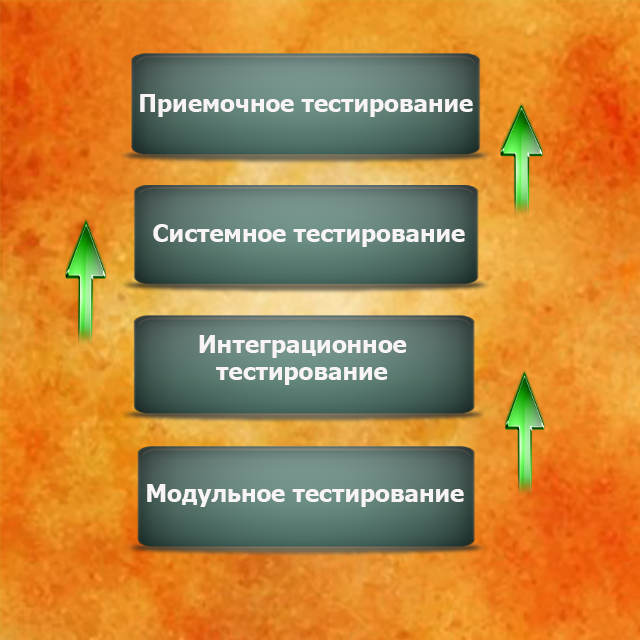 Приемочное тестирование
Системное тестирование
Интеграционное
тестирование
Модульное тестирование